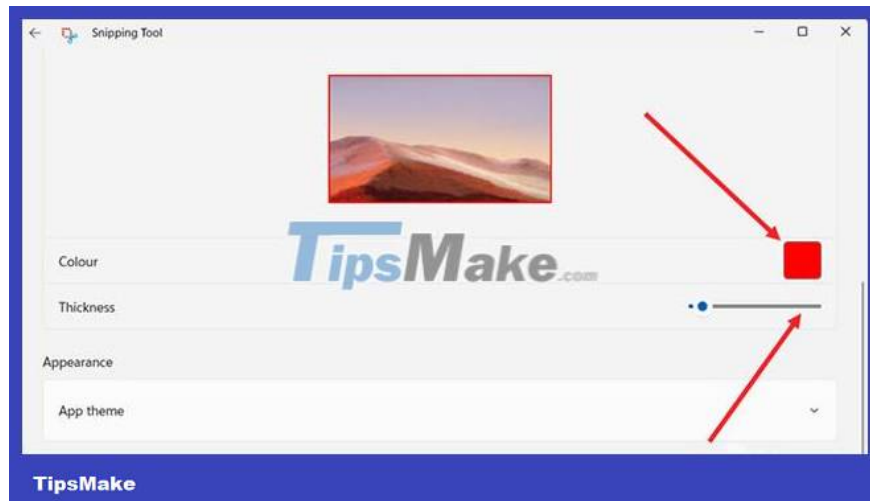 Snipping Tool
TipsMake.com
Colour
Thickness
Appearance
App theme
TipsMake